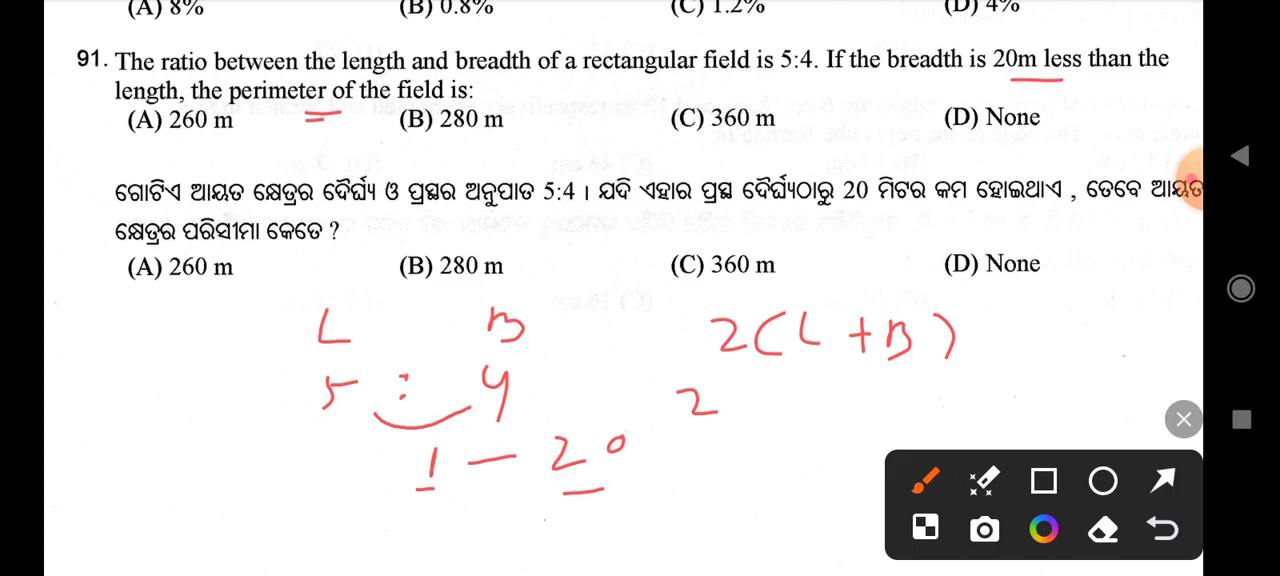 (A) 8% (B) 0.8% (C) 1.2% (D) 4%
91. The ratio between the length and breadth of a rectangular field is 5:4. If the breadth is 20m less than the
length, the perimeter of the field is:
(A) 260 m (B) 280 m (C) 360 m (D) None
ଗୋଟିଏ ଆୟତ କ୍ଷେତ୍ରର ଦୈର୍ଘ୍ୟ ଓ ପ୍ରସ୍ଥର ଅନୁପାତ 5:4 । ଯଦି ଏହାର ପ୍ରସ୍ଥ ଦୈର୍ଘ୍ୟଠାରୁ 20 ମିଟର କମ ହୋଇଥାଏ , ତେବେ ଆୟତ
କ୍ଷେତ୍ରର ପରିସୀମା କେତେ ?
(A) 260 m (B) 280 m (C) 360 m (D) None
L B 2(L+B)
5 : 4 2
1 — 20